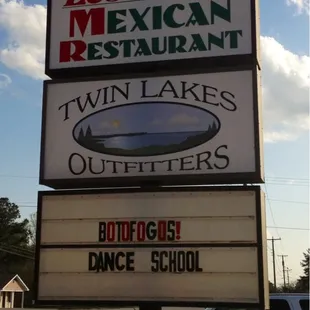 MEXICAN
RESTAURANT
TWIN LAKES
OUTFITTERS
BOTOFOGOS!
DANCE SCHOOL